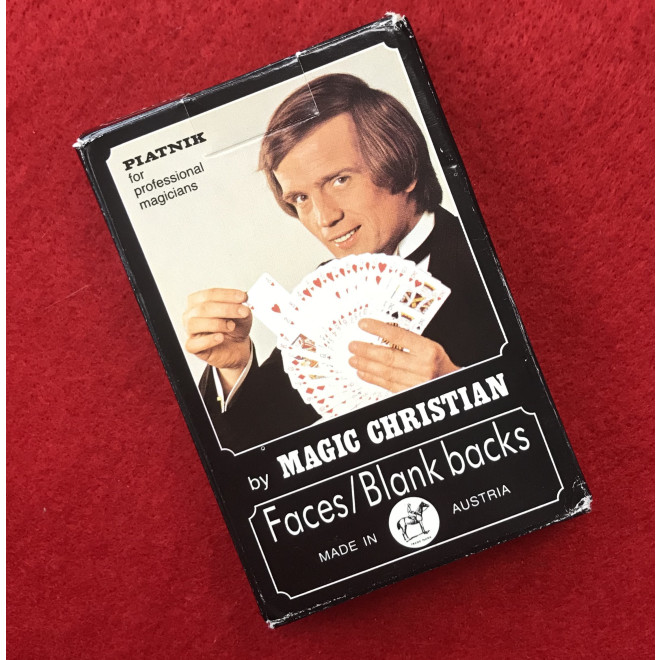 PIATNIK
for
professional
magicians
by MAGIC CHRISTIAN
Faces/Blank backs
MADE IN AUSTRIA